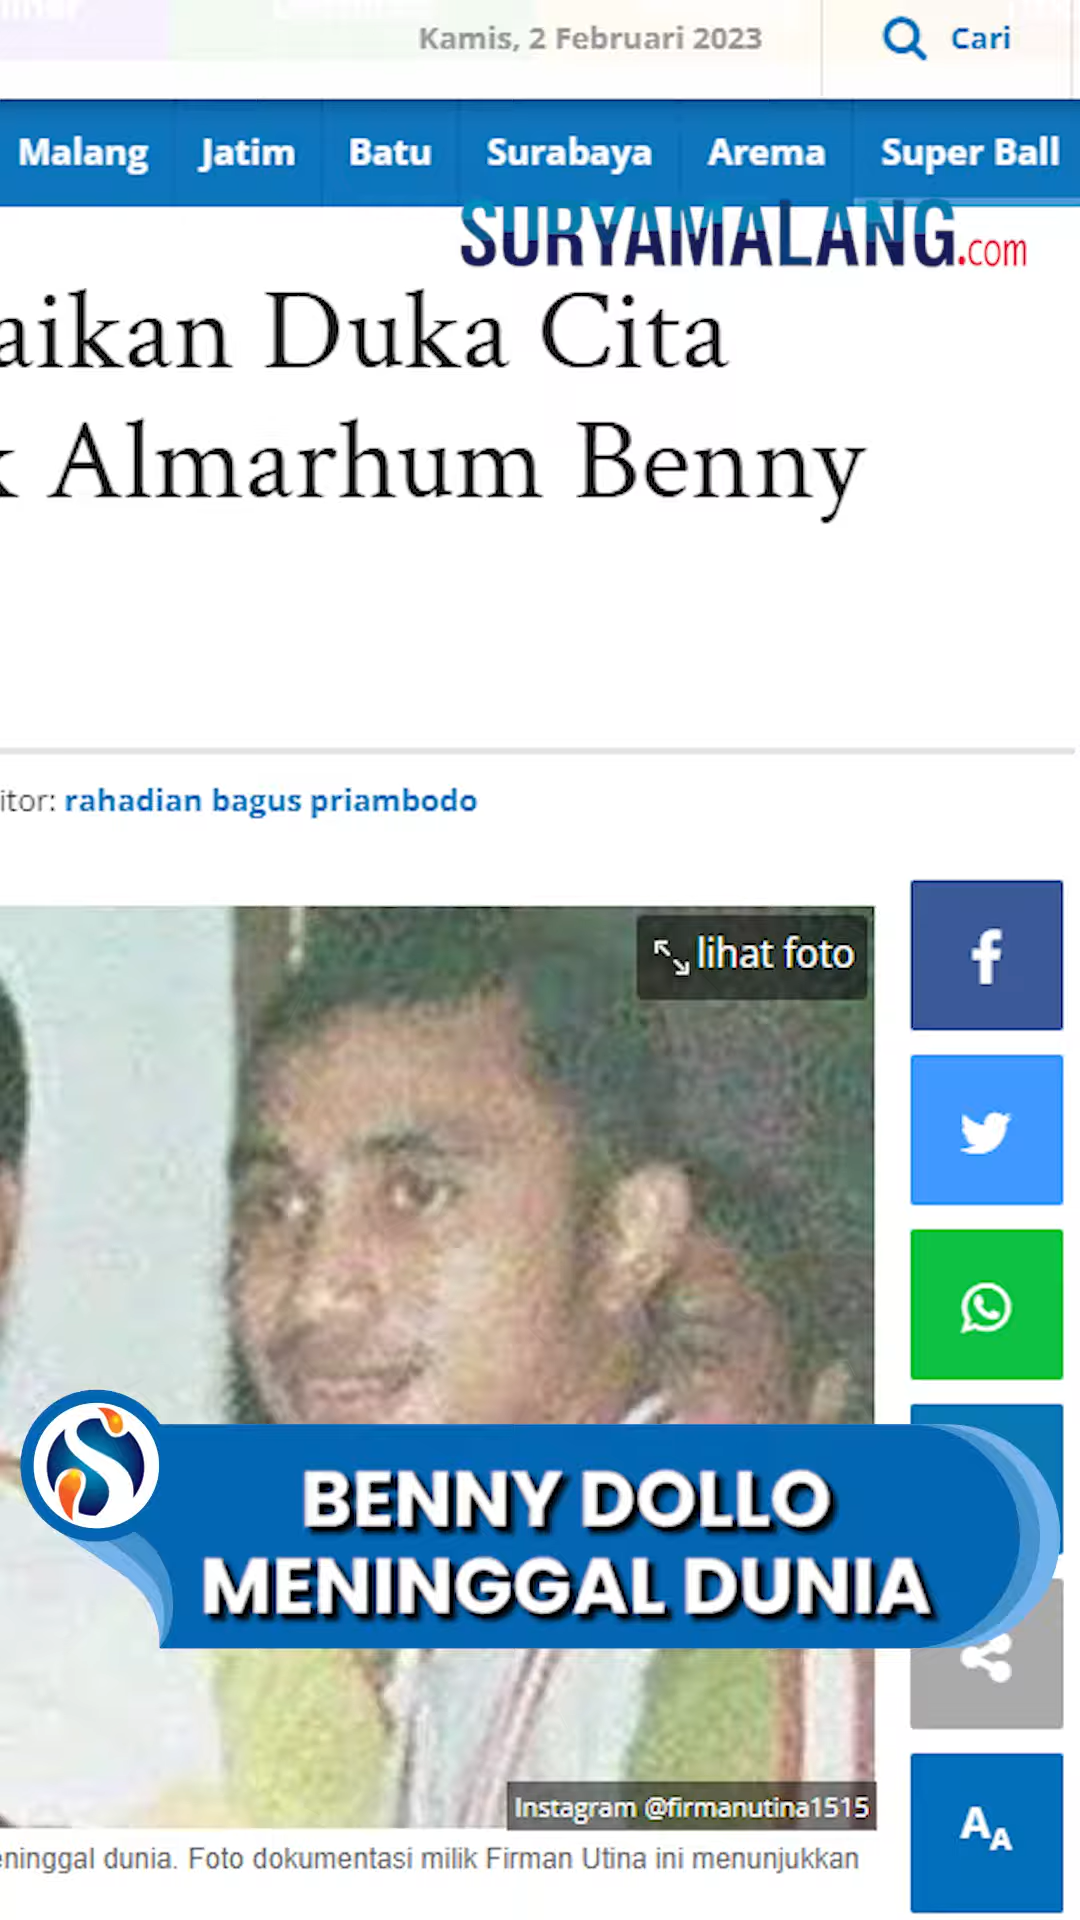 Kamis, 2 Februari 2023
Cari
Malang Jatim Batu Surabaya Arema Super Ball
SURYAMALANG.com
aikan Duka Cita
k Almarhum Benny
itor: rahadian bagus priambodo
lihat foto
BENNY DOLLO
MENINGGAL DUNIA
Instagram @firmanutina1515
eninggal dunia. Foto dokumentasi milik Firman Utina ini menunjukkan
AA